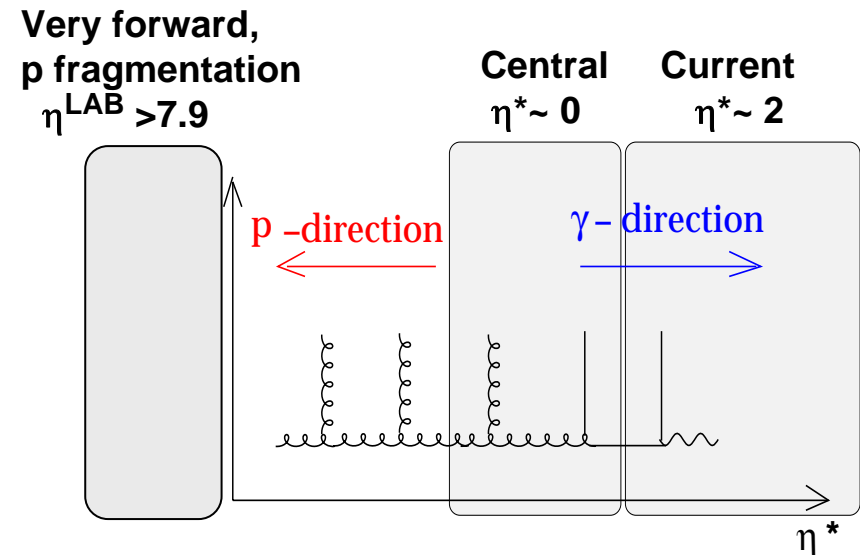 Very forward,
p fragmentation
η^LAB >7.9
Central
η*~ 0
Current
η*~ 2
p –direction
γ– direction
η *